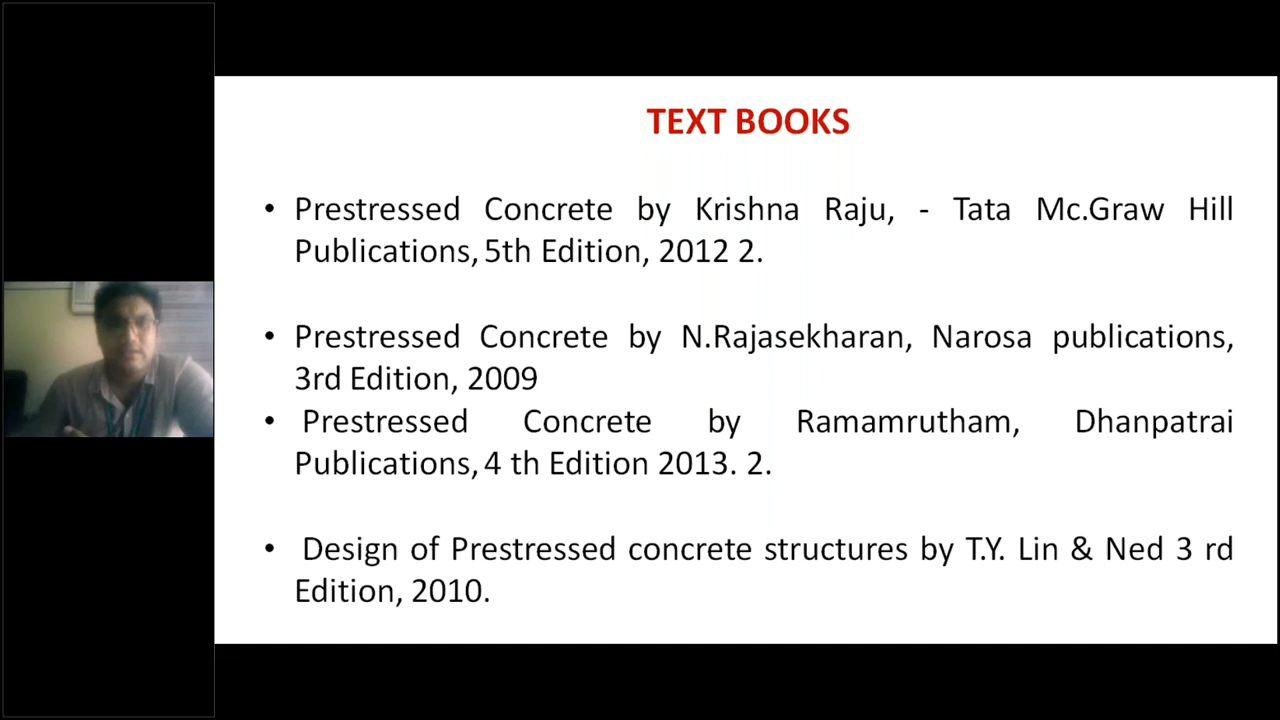 TEXT BOOKS
• Prestressed Concrete by Krishna Raju, - Tata Mc.Graw Hill
Publications, 5th Edition, 2012 2.
• Prestressed Concrete by N.Rajasekharan, Narosa publications,
3rd Edition, 2009
• Prestressed Concrete by Ramamrutham, Dhanpatrai
Publications, 4 th Edition 2013. 2.
• Design of Prestressed concrete structures by T.Y. Lin & Ned 3 rd
Edition, 2010.